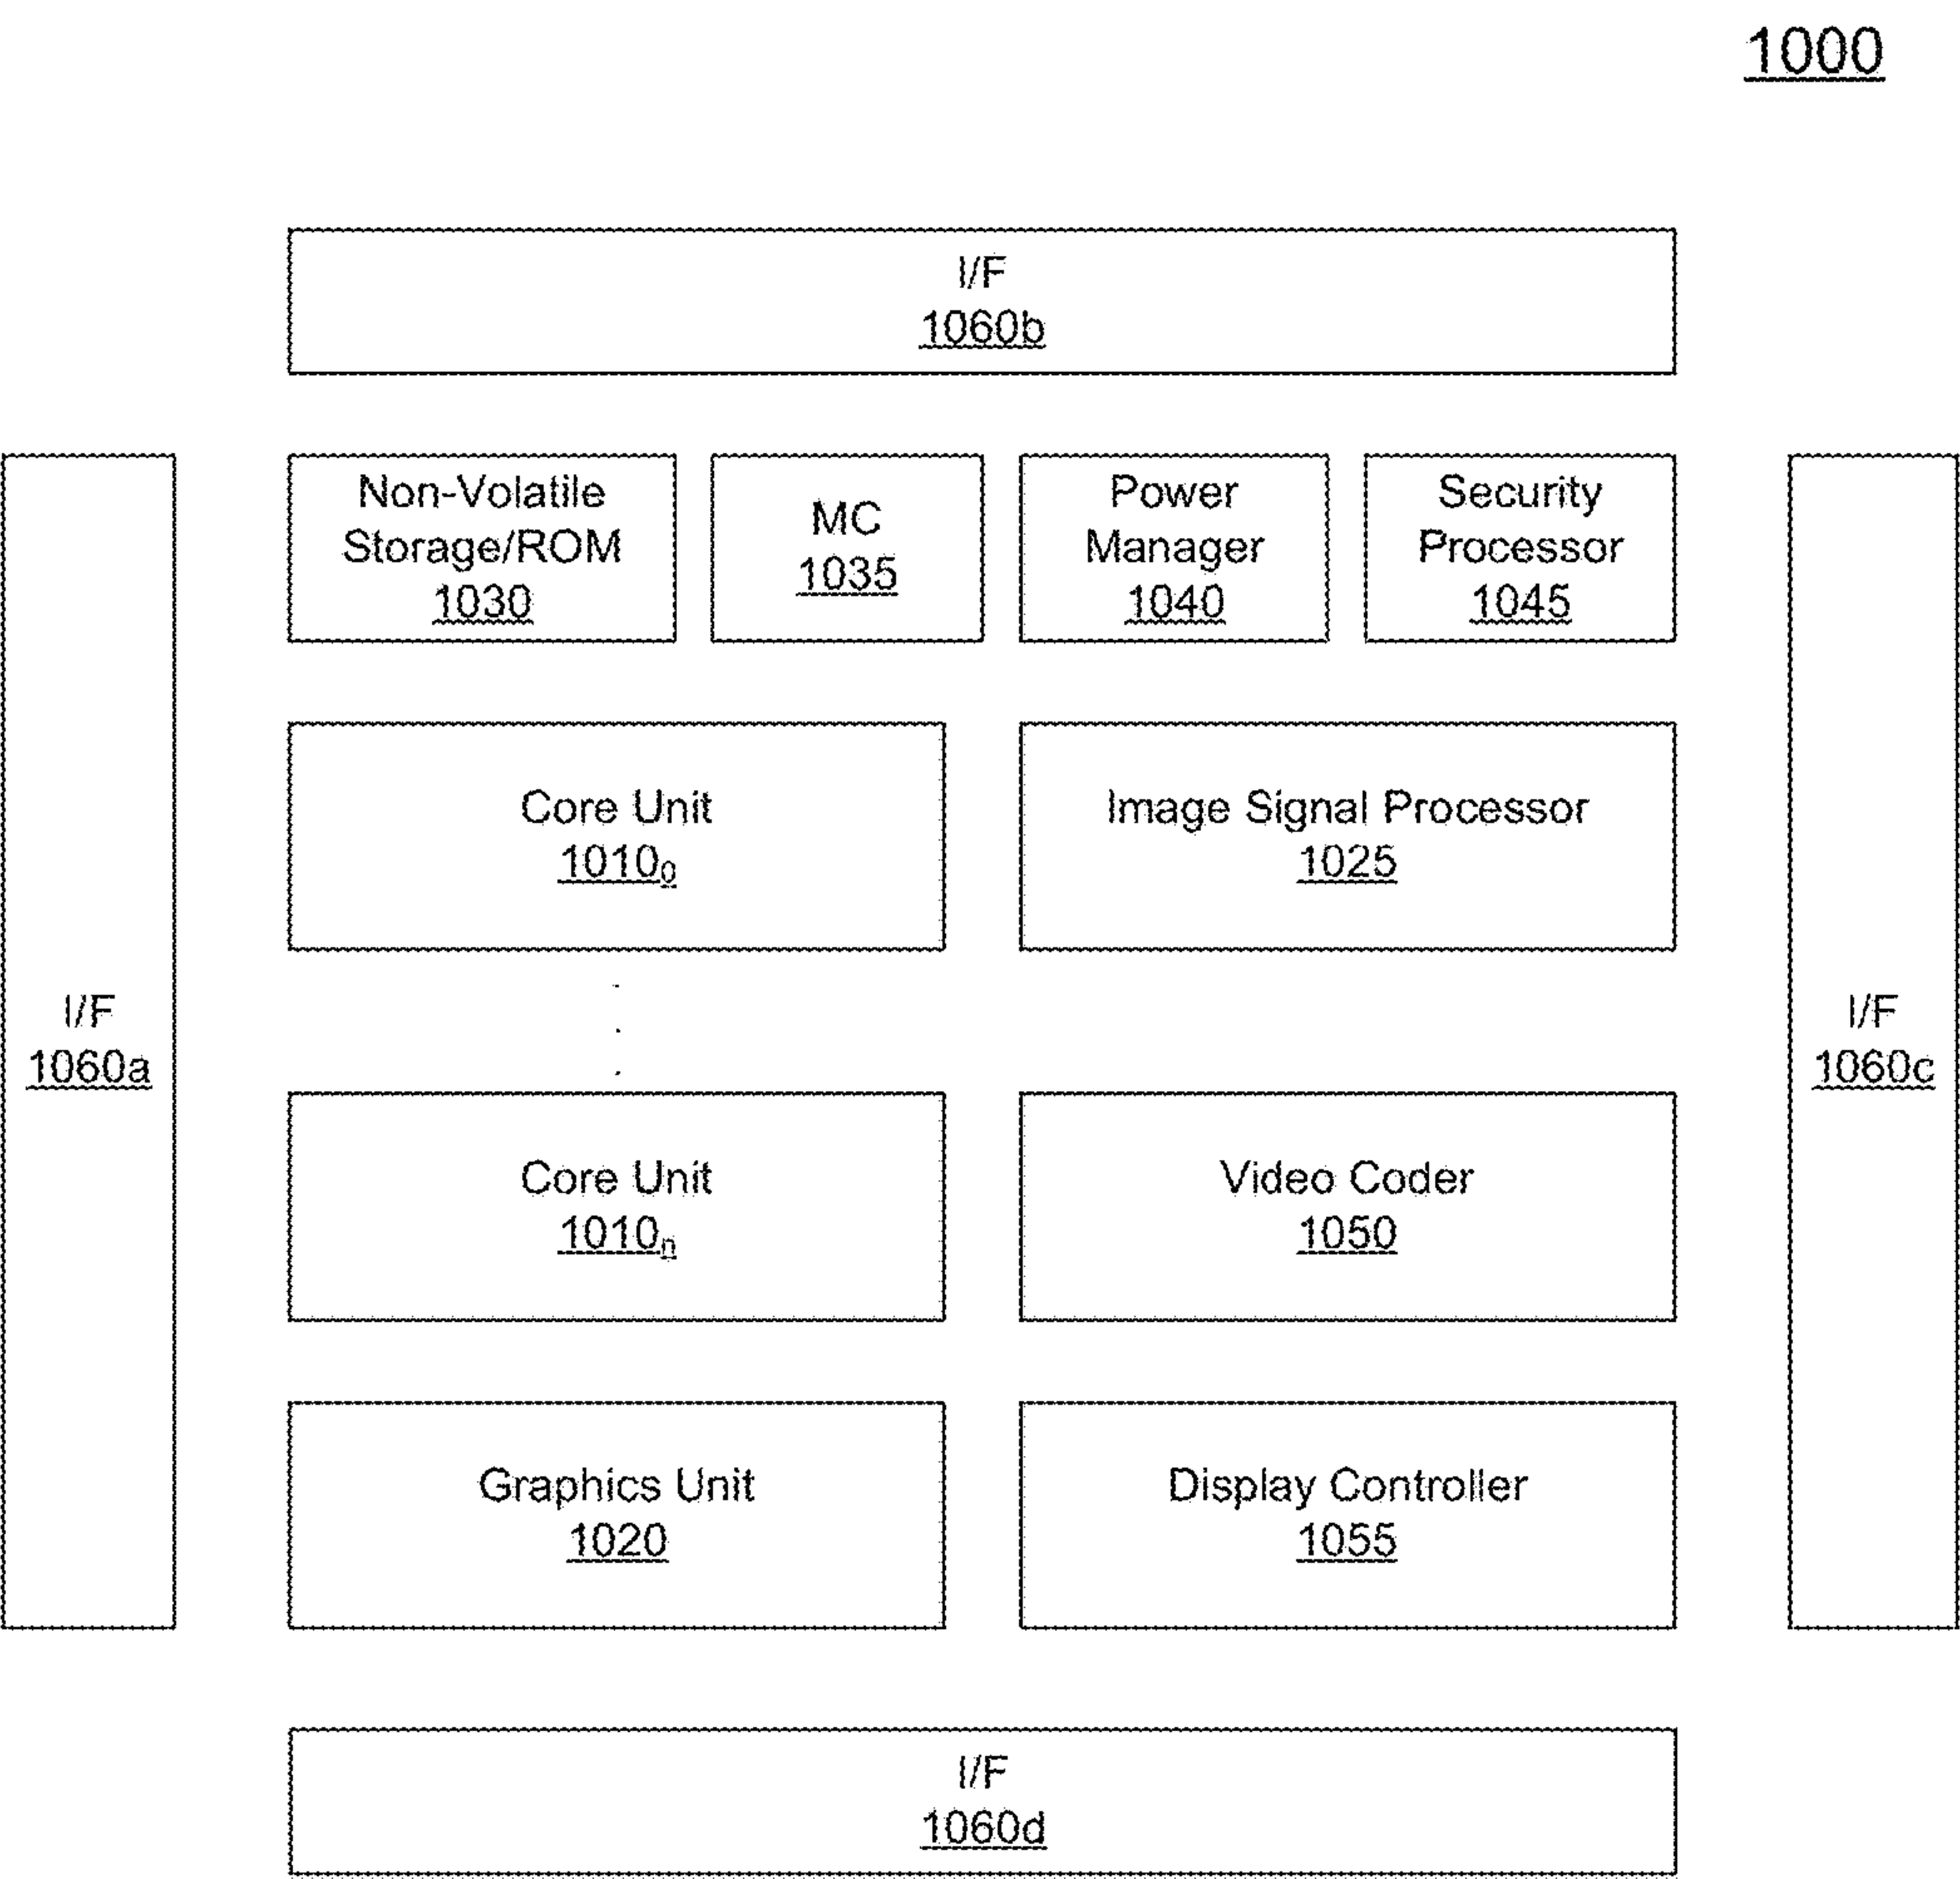 1000
I/F
1060b
Non-Volatile
Storage/ROM
1030
MC
1035
Power
Manager
1040
Security
Processor
1045
I/F
1060a
Core Unit
1010₀
Image Signal Processor
1025
I/F
1060c
Core Unit
1010ₙ
Video Coder
1050
Graphics Unit
1020
Display Controller
1055
I/F
1060d